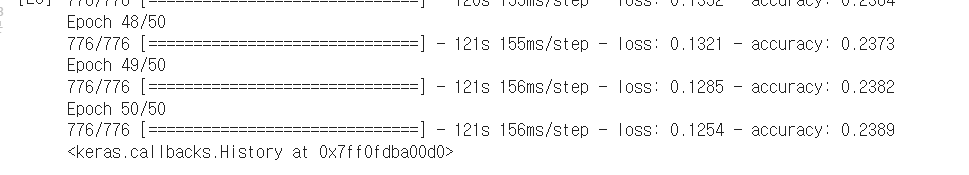 776/776 [==============================] - 120s 155ms/step - loss: 0.1352 - accuracy: 0.2364
Epoch 48/50
776/776 [==============================] - 121s 155ms/step - loss: 0.1321 - accuracy: 0.2373
Epoch 49/50
776/776 [==============================] - 121s 156ms/step - loss: 0.1285 - accuracy: 0.2382
Epoch 50/50
776/776 [==============================] - 121s 156ms/step - loss: 0.1254 - accuracy: 0.2389
<keras.callbacks.History at 0x7ff0fdba00d0>